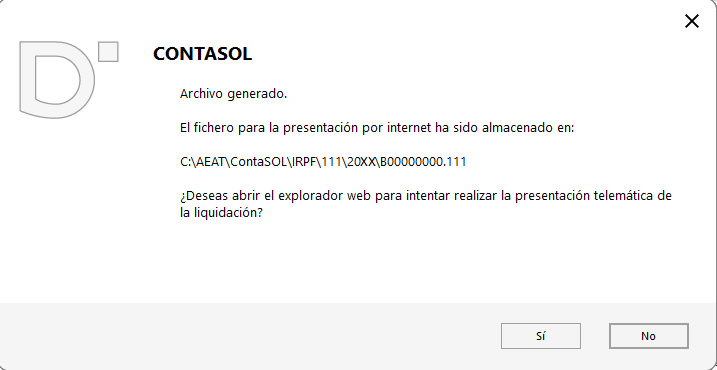 CONTASOL
Archivo generado.
El fichero para la presentación por internet ha sido almacenado en:
C:\AEAT\ContaSOL\IRPF\111\20XX\B00000000.111
¿Deseas abrir el explorador web para intentar realizar la presentación telemática de
la liquidación?
Sí
No